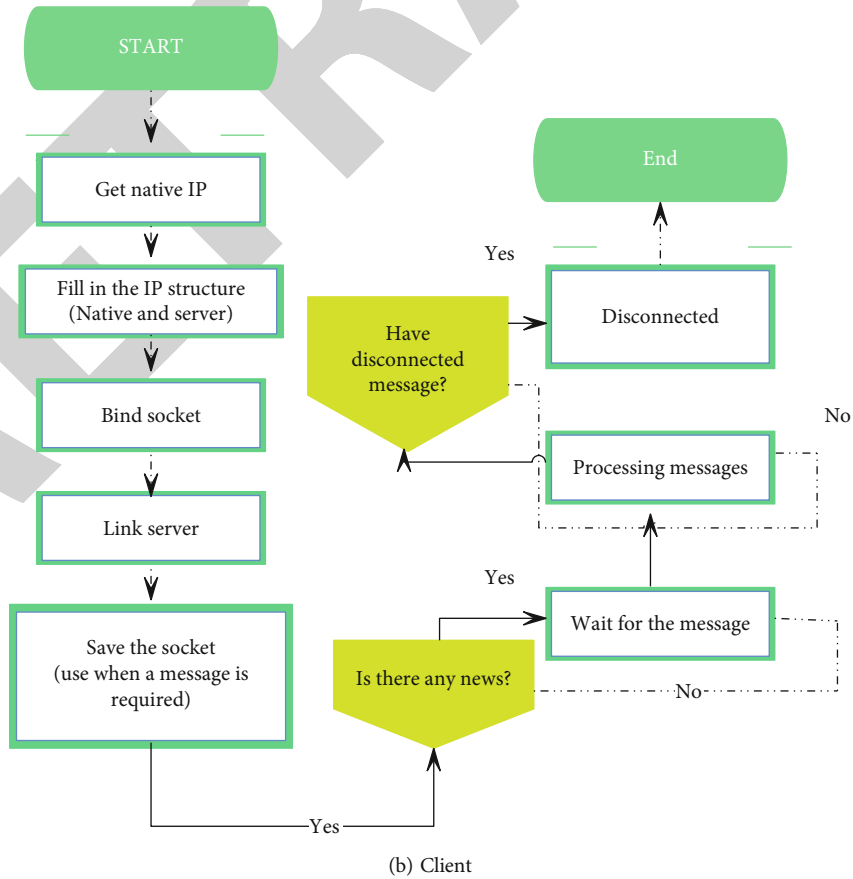 START
Get native IP
Fill in the IP structure
(Native and server)
Bind socket
Link server
Save the socket
(use when a message is
required)
Yes
Is there any news?
Yes
No
Wait for the message
Processing messages
No
Have
disconnected
message?
Yes
Disconnected
End
(b) Client